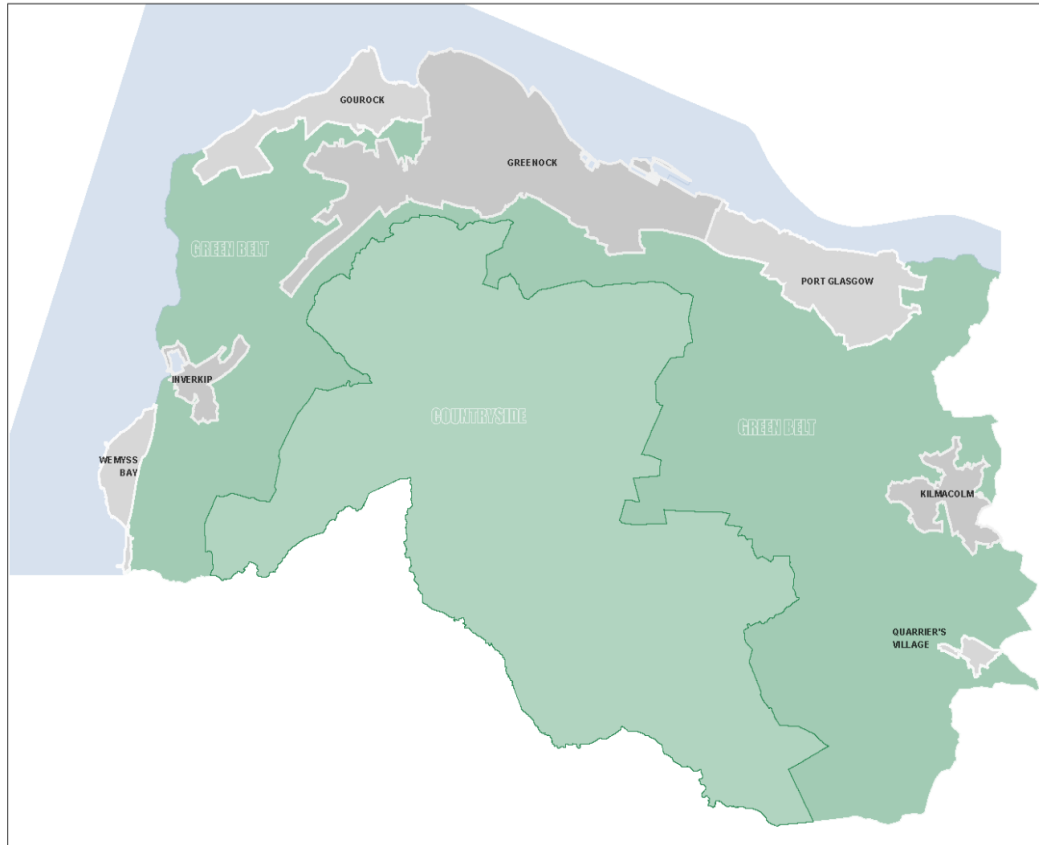 GOUROCK
GREENOCK
GREEN BELT
PORT GLASGOW
INVERKIP
COUNTRYSIDE
GREEN BELT
WEMYSS
BAY
KILMACOLM
QUARRIER'S
VILLAGE